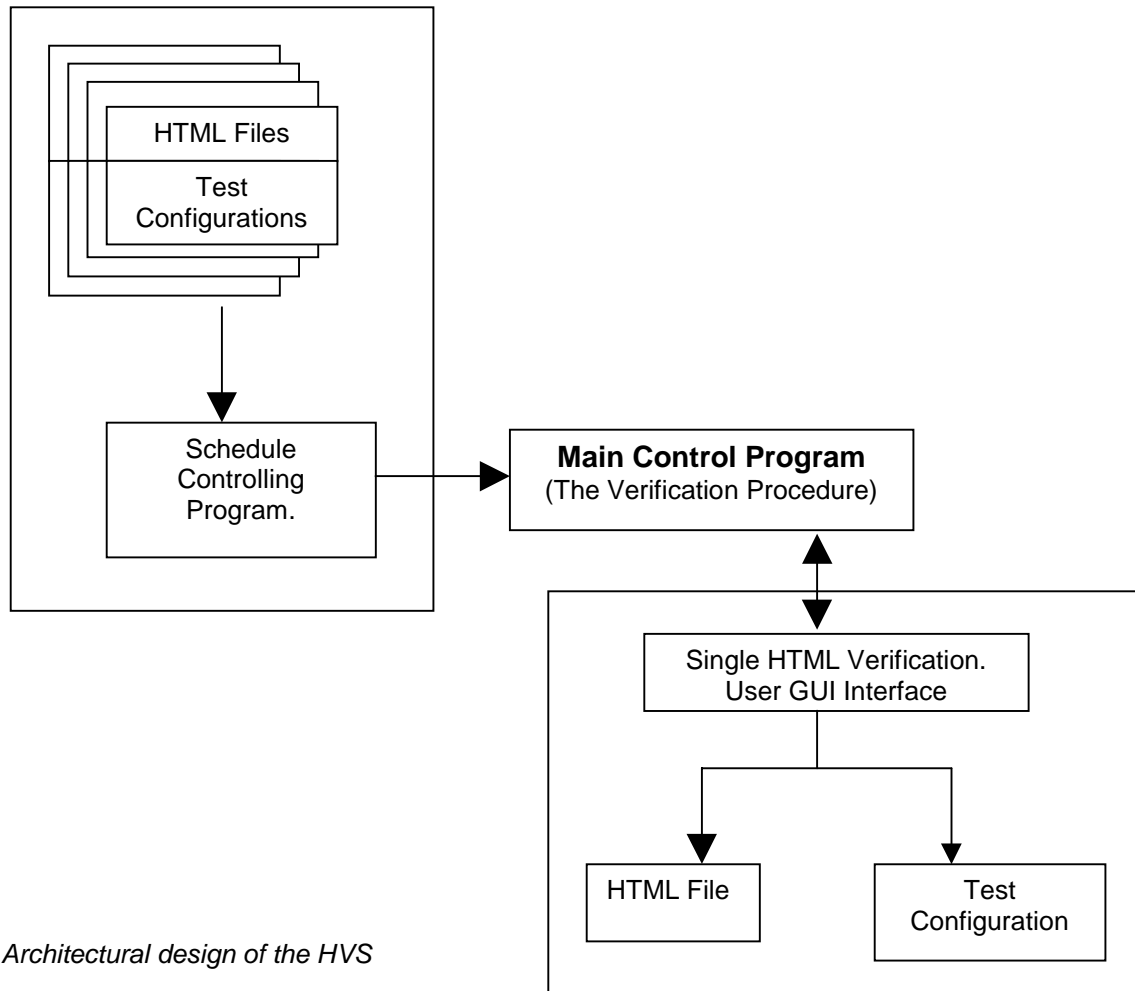 HTML Files
Test
Configurations
Schedule
Controlling
Program.
Main Control Program
(The Verification Procedure)
Single HTML Verification.
User GUI Interface
HTML File
Test
Configuration
Architectural design of the HVS